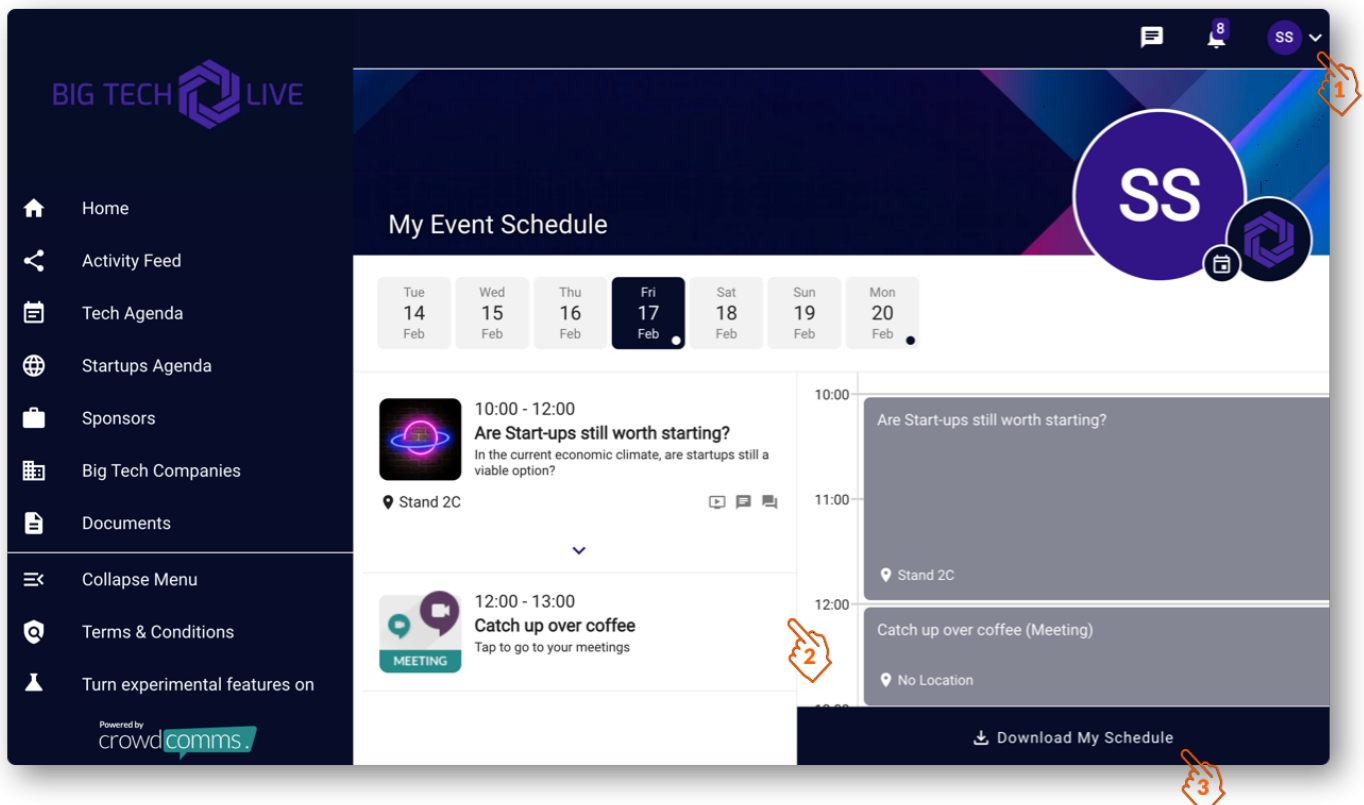 8
SS
1
BIG TECH LIVE
Home
Activity Feed
Tech Agenda
Startups Agenda
Sponsors
Big Tech Companies
Documents
Collapse Menu
Terms & Conditions
Turn experimental features on
Powered by
crowdcomms.
SS
My Event Schedule
Tue
14
Feb
Wed
15
Feb
Thu
16
Feb
Fri
17
Feb
Sat
18
Feb
Sun
19
Feb
Mon
20
Feb
10:00 - 12:00
Are Start-ups still worth starting?
In the current economic climate, are startups still a
viable option?
Stand 2C
12:00 - 13:00
Catch up over coffee
Tap to go to your meetings
MEETING
2
10:00
Are Start-ups still worth starting?
11:00
Stand 2C
12:00
Catch up over coffee (Meeting)
No Location
Download My Schedule
3